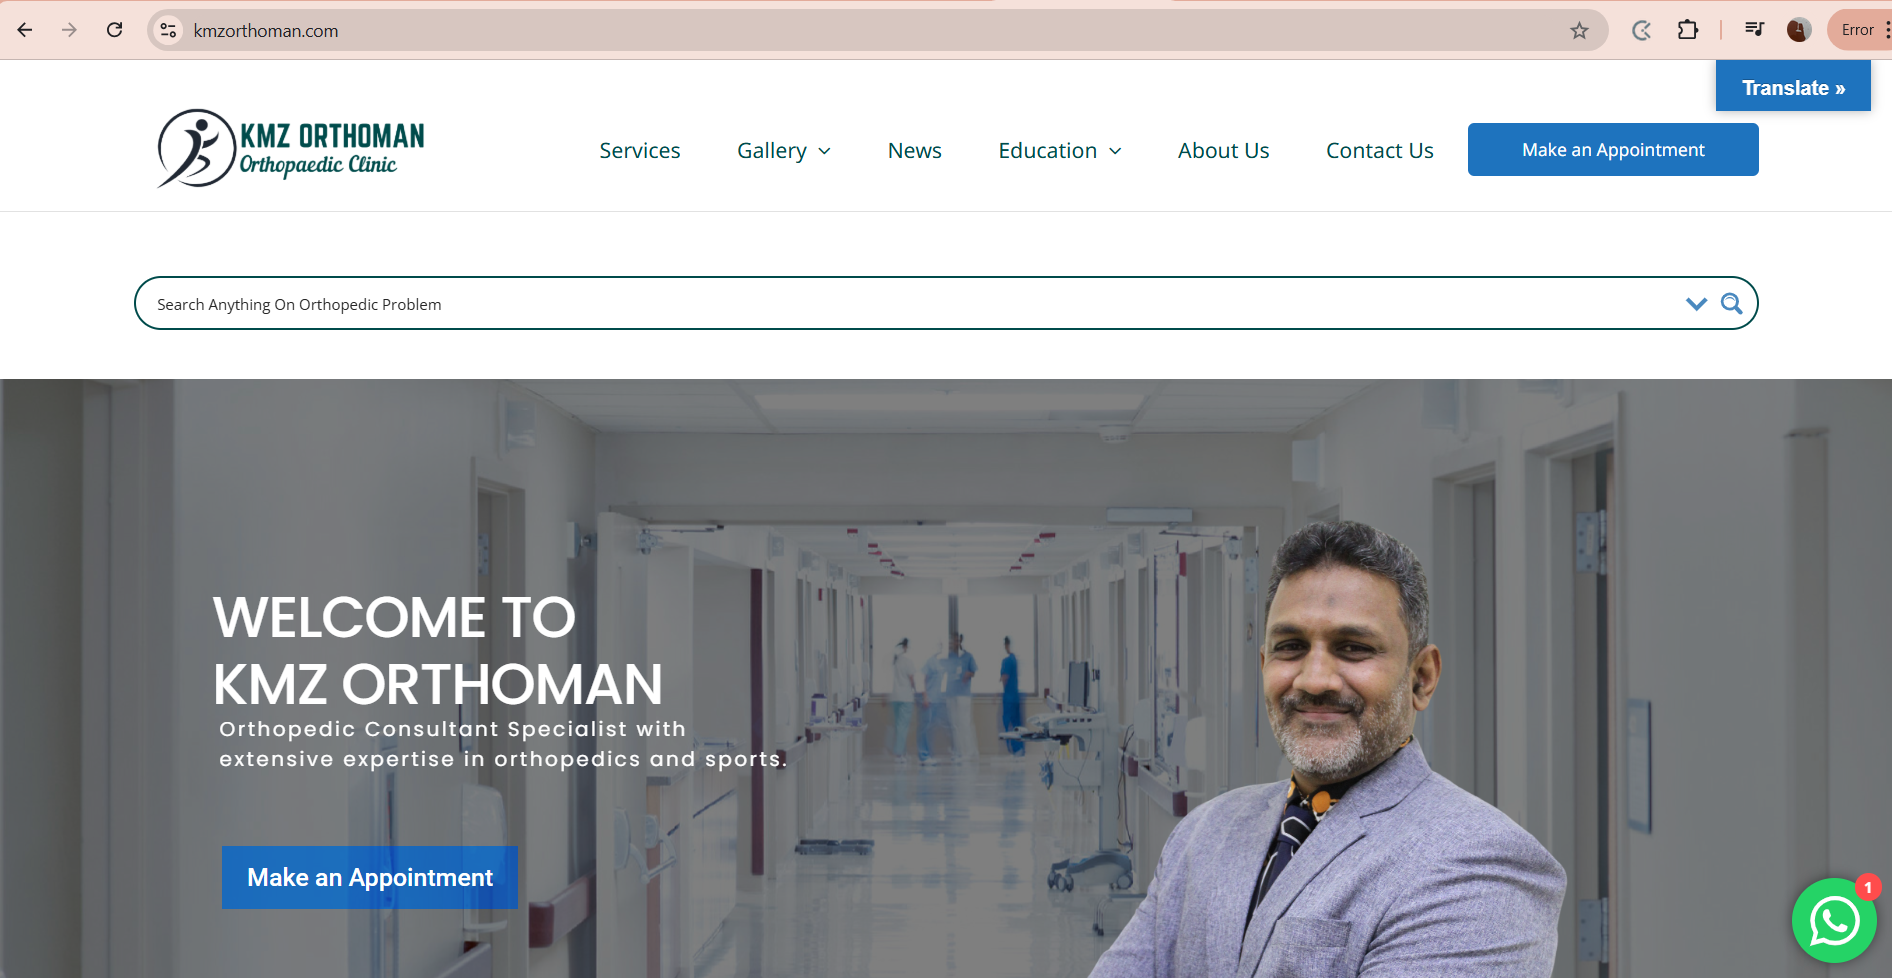 kmzorthoman.com
Error
Translate »
KMZ ORTHOMAN
Orthopaedic Clinic
Services
Gallery
News
Education
About Us
Contact Us
Make an Appointment
Search Anything On Orthopedic Problem
WELCOME TO
KMZ ORTHOMAN
Orthopedic Consultant Specialist with
extensive expertise in orthopedics and sports.
Make an Appointment
1